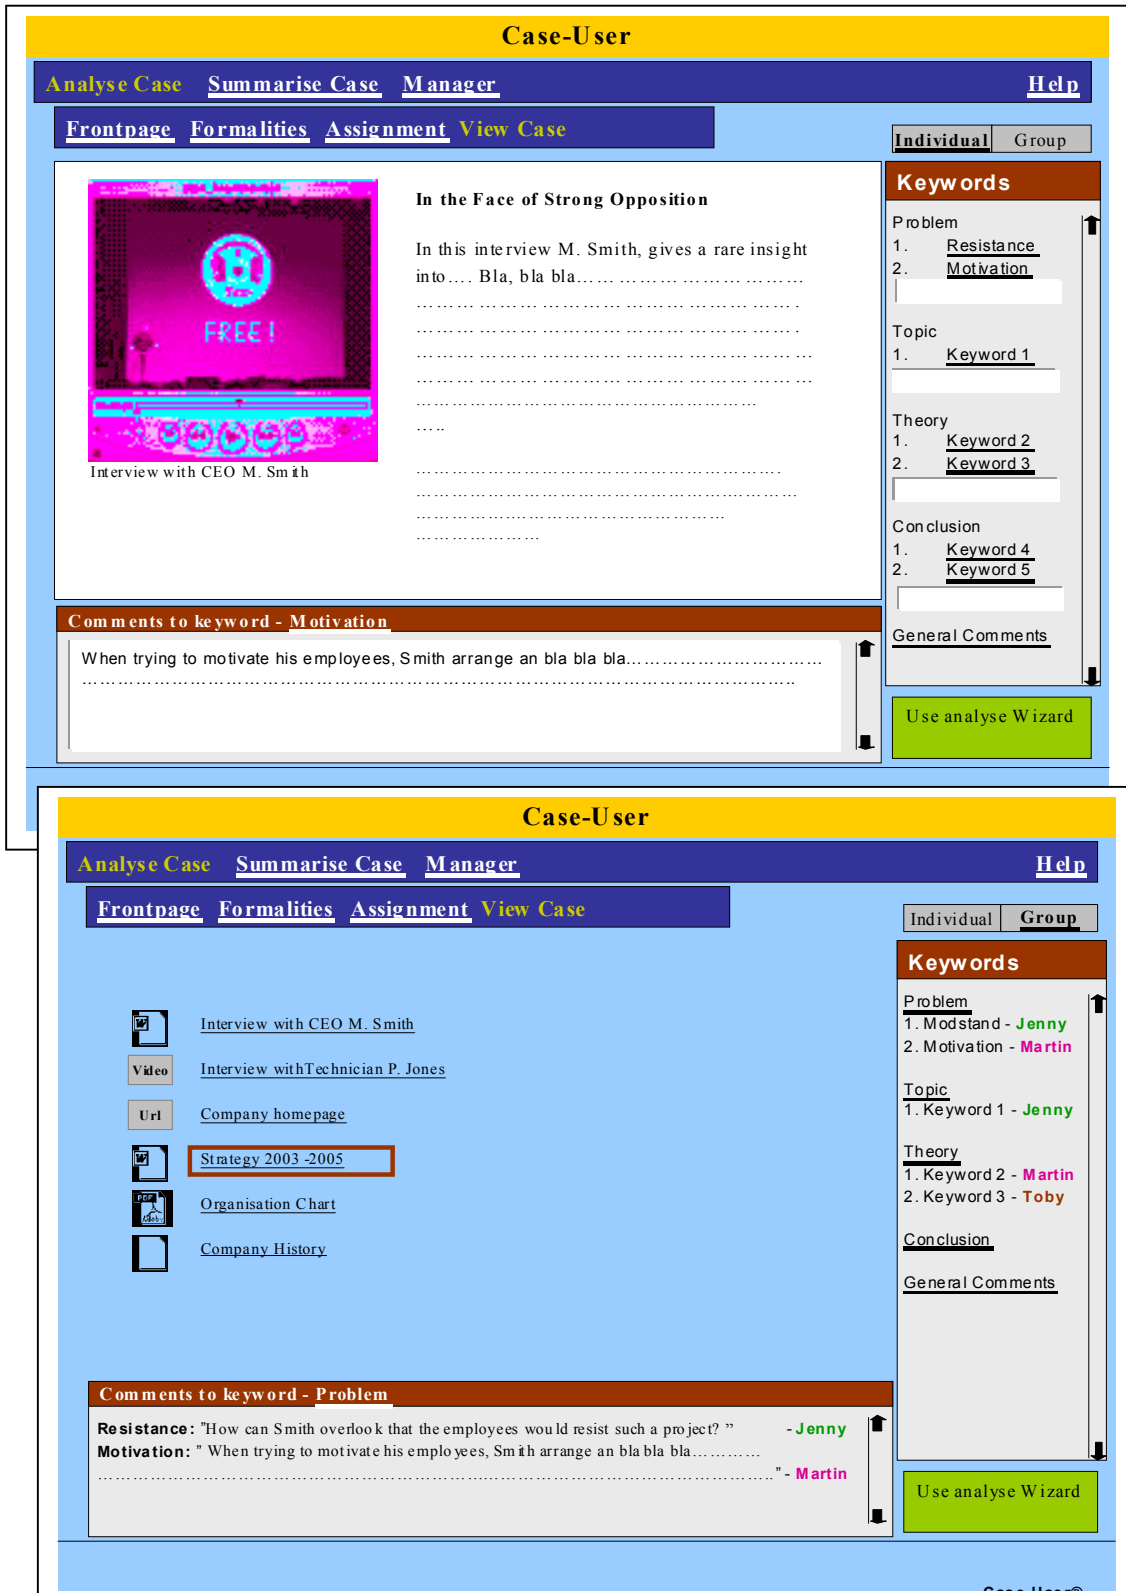 Case-User
Analyse Case Summarise Case Manager Help
Frontpage Formalities Assignment View Case
Individual Group
FREE!
Interview with CEO M. Smith
In the Face of Strong Opposition
In this interview M. Smith, gives a rare insight
into…. Bla, bla bla…… ……… ……… ………
……… ……… ……… ……… ……… ……… .
……… ……… ……… ……… ……… ……… .
……… ……… ……… ……… ……… ……… …
……… ……… ……… ……… ……… ……… …
……………………………………………………
…..
……………………………………………………….
…………………………………………………………
………………………………………………
…………………
Keywords
Problem
1. Resistance
2. Motivation
Topic
1. Keyword 1
Theory
1. Keyword 2
2. Keyword 3
Conclusion
1. Keyword 4
2. Keyword 5
General Comments
Use analyse Wizard
Comments to keyword - Motivation
When trying to motivate his employees, Smith arrange an bla bla bla……………………………
………………………………………………………………………………………………………..
Case-User
Analyse Case Summarise Case Manager Help
Frontpage Formalities Assignment View Case
Individual Group
Interview with CEO M. Smith
Video Interview withTechnician P. Jones
Url Company homepage
Strategy 2003 -2005
PDF Organisation Chart
Company History
Keywords
Problem
1. Modstand - Jenny
2. Motivation - Martin
Topic
1. Keyword 1 - Jenny
Theory
1. Keyword 2 - Martin
2. Keyword 3 - Toby
Conclusion
General Comments
Use analyse Wizard
Comments to keyword - Problem
Resistance: "How can Smith overlook that the employees would resist such a project? ” - Jenny
Motivation: ” When trying to motivate his employees, Smith arrange an bla bla bla…………
…………………………………………………………………………………………………..” - Martin
Case-User©